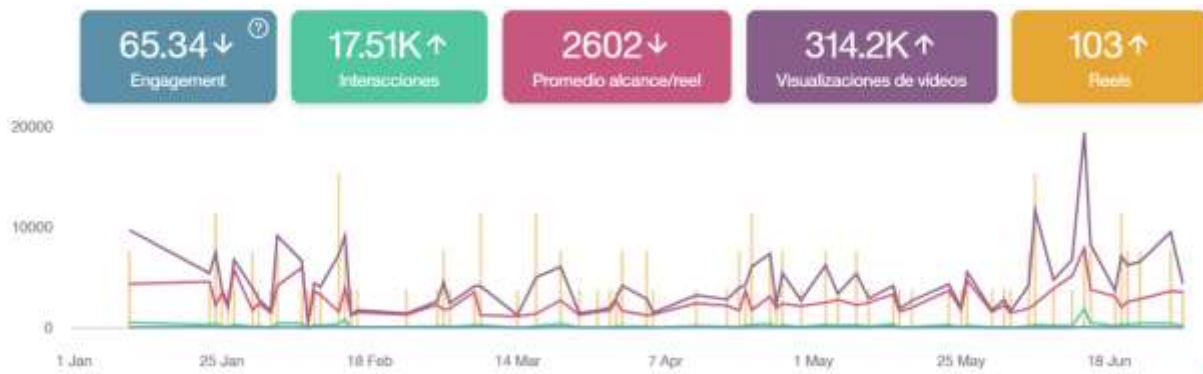 65.34↓ ?
Engagement
17.51K↑
Interacciones
2602↓
Promedio alcance/reel
314.2K↑
Visualizaciones de vídeos
103↑
Reels
20000
10000
0
1 Jan 25 Jan 18 Feb 14 Mar 7 Apr 1 May 25 May 18 Jun